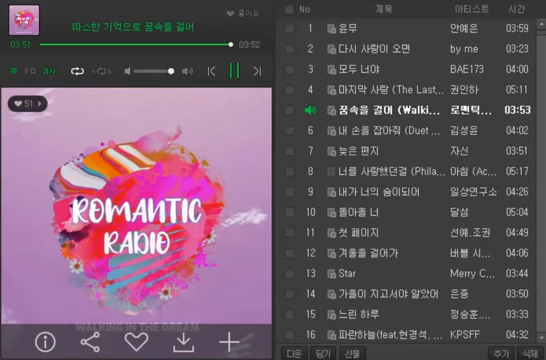 좋아요
따스한 기억으로 꿈속을 걸어
03:51 03:52
EQ 가사
51
ROMANTIC
RADIO
WALKING IN THE DREAM
No 제목 아티스트 시간
1 윤무 안예은 03:59
2 다시 사랑이 오면 by me 03:23
3 모두 너야 BAE173 04:00
4 마지막 사랑 (The Last,... 권인하 05:11
꿈속을 걸어 (Walki... 로맨틱... 03:53
6 내 손을 잡아줘 (Duet ... 김성윤 04:02
7 늦은 편지 자신 03:51
8 너를 사랑했던걸 (Phila... 아침 (Ac... 05:17
9 내가 너의 숨이되어 일상연구소 04:26
10 돌아올 너 달섬 05:04
11 첫 페이지 선예,조권 04:49
12 겨울을 걸어가 버블 시... 04:06
13 Star Merry C... 03:44
14 가을이 지고서야 알았어 은종 03:50
15 느린 하루 정승훈,... 03:33
16 파란하늘(feat,현경석, ... KPSFF 04:32
다운 담기 선물 추가 삭제